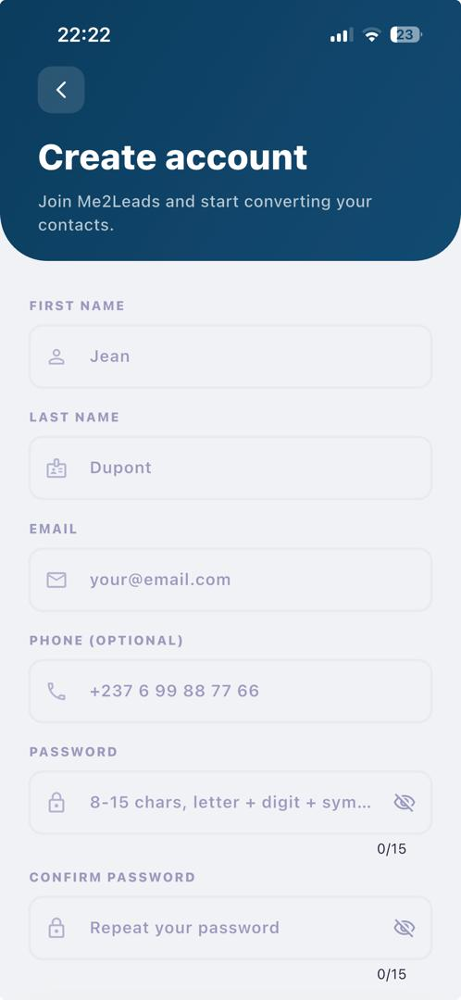 22:22
23
Create account
Join Me2Leads and start converting your
contacts.
FIRST NAME
Jean
LAST NAME
Dupont
EMAIL
your@email.com
PHONE (OPTIONAL)
+237 6 99 88 77 66
PASSWORD
8-15 chars, letter + digit + sym...
0/15
CONFIRM PASSWORD
Repeat your password
0/15